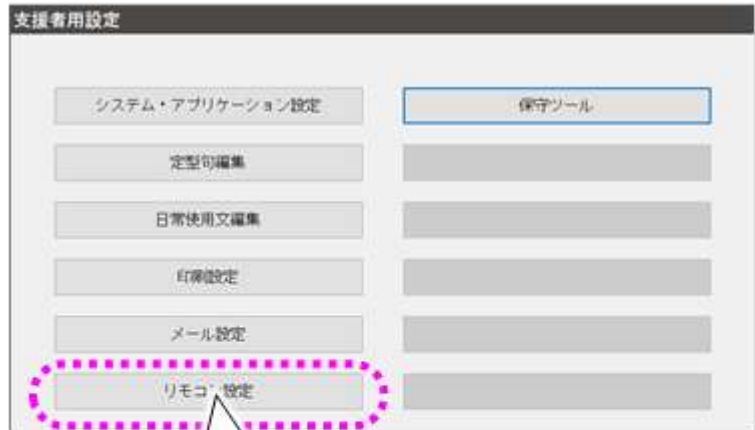 支援者用設定
システム・アプリケーション設定
保守ツール
定型句編集
日常使用文編集
印刷設定
メール設定
リモコン設定